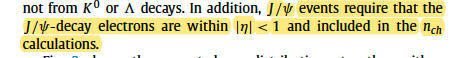 not from K⁰ or Λ decays. In addition, J/ψ events require that the
J/ψ-decay electrons are within |η| < 1 and included in the n_ch
calculations.